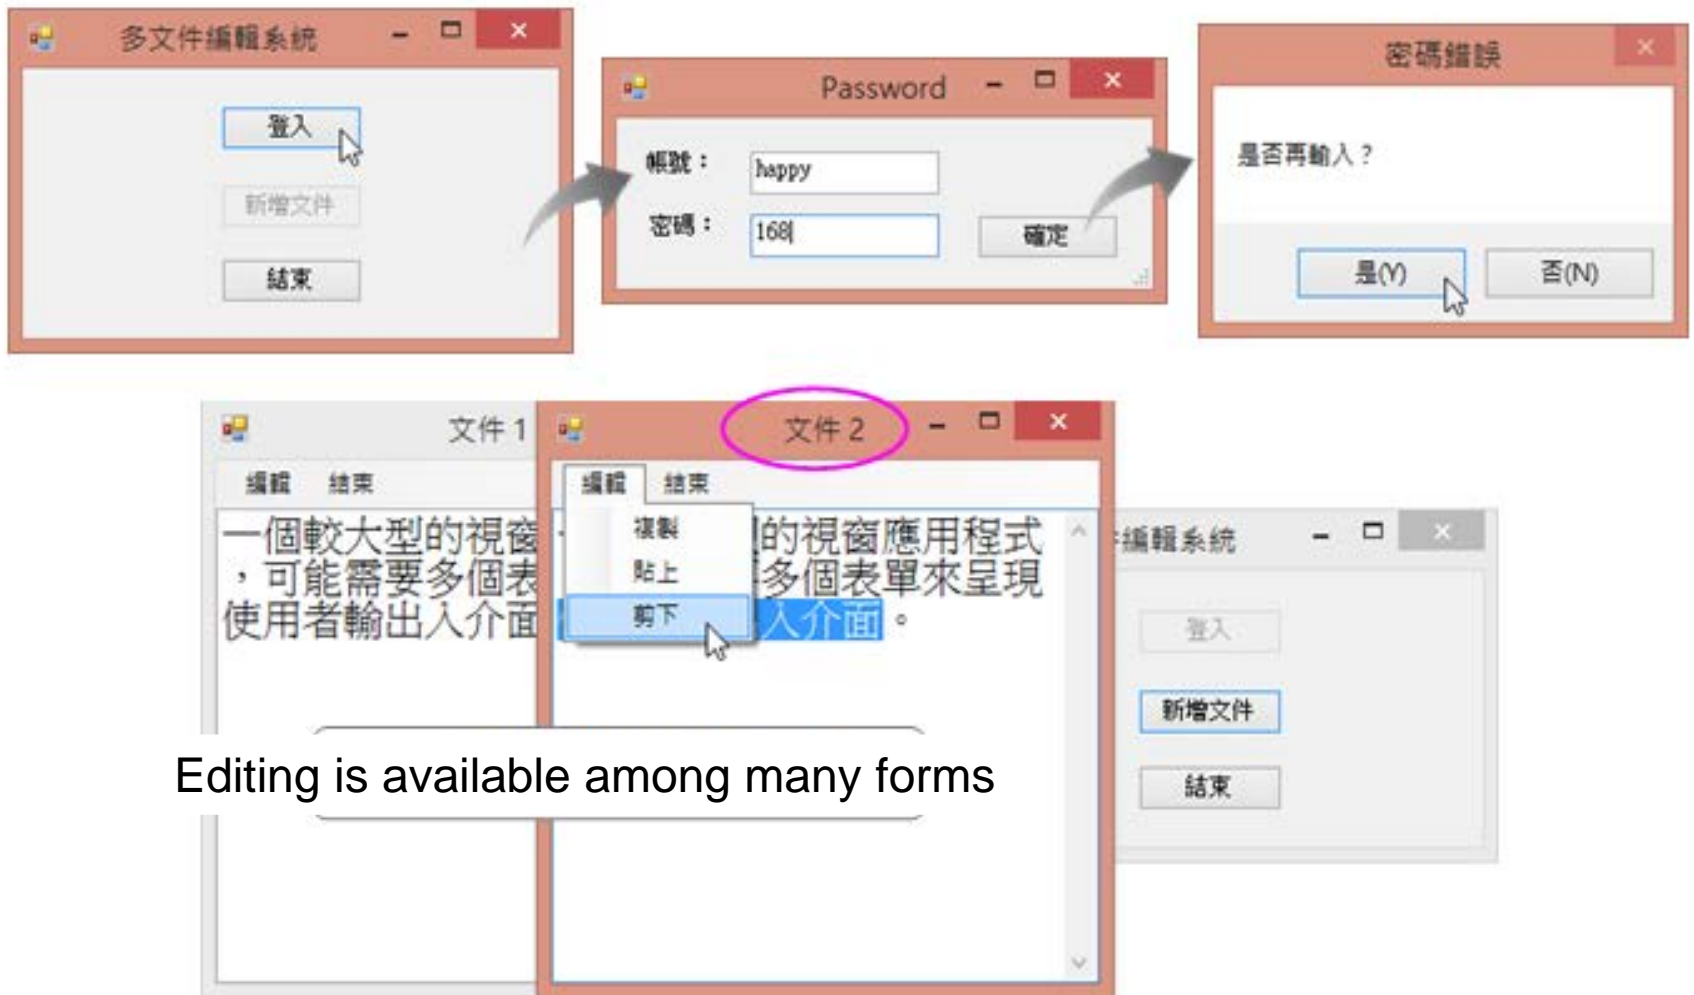 多文件編輯系統
登入
新增文件
結束
Password
帳號：
happy
密碼：
168
確定
密碼錯誤
是否再輸入？
是(Y)
否(N)
文件 1
編輯 結束
一個較大型的視窗
，可能需要多個表
使用者輸出入介面
文件 2
編輯 結束
複製
貼上
剪下
的視窗應用程式
多個表單來呈現
入介面。
編輯系統
登入
新增文件
結束
Editing is available among many forms